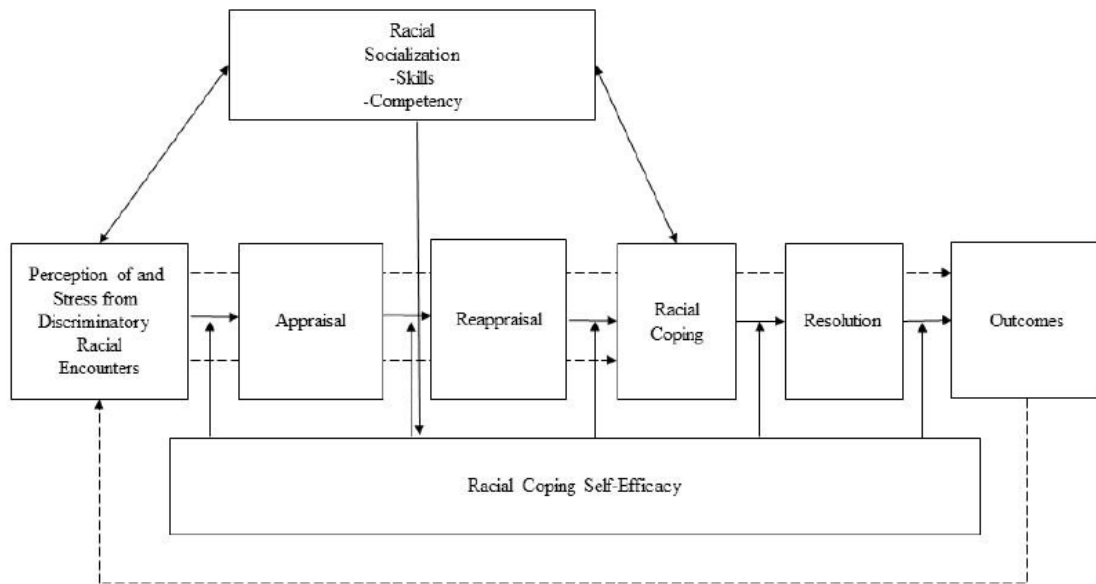 Racial
Socialization
-Skills
-Competency
Perception of and
Stress from
Discriminatory
Racial
Encounters
Appraisal
Reappraisal
Racial
Coping
Resolution
Outcomes
Racial Coping Self-Efficacy